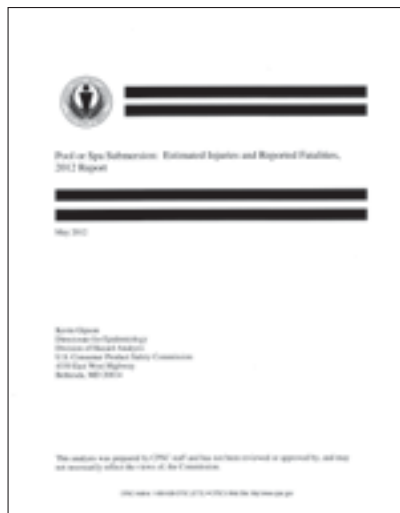 Pool or Spa Submersion: Estimated Injuries and Reported Fatalities,
2012 Report
May 2012
Kevin Gipson
Directorate for Epidemiology
Division of Hazard Analysis
U.S. Consumer Product Safety Commission
4330 East West Highway
Bethesda, MD 20814
This analysis was prepared by CPSC staff and has not been reviewed or approved by, and may
not necessarily reflect the views of, the Commission.